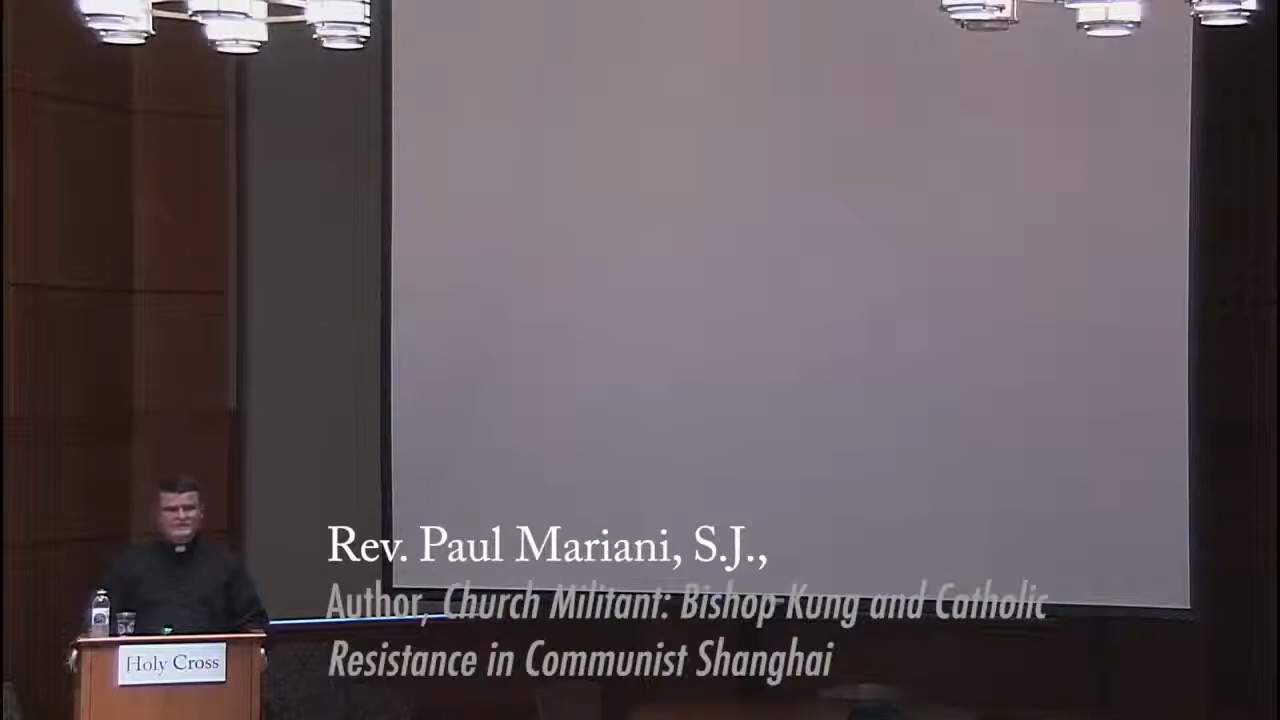 Rev. Paul Mariani, S.J.,
Author, Church Militant: Bishop Kung and Catholic
Resistance in Communist Shanghai
Holy Cross